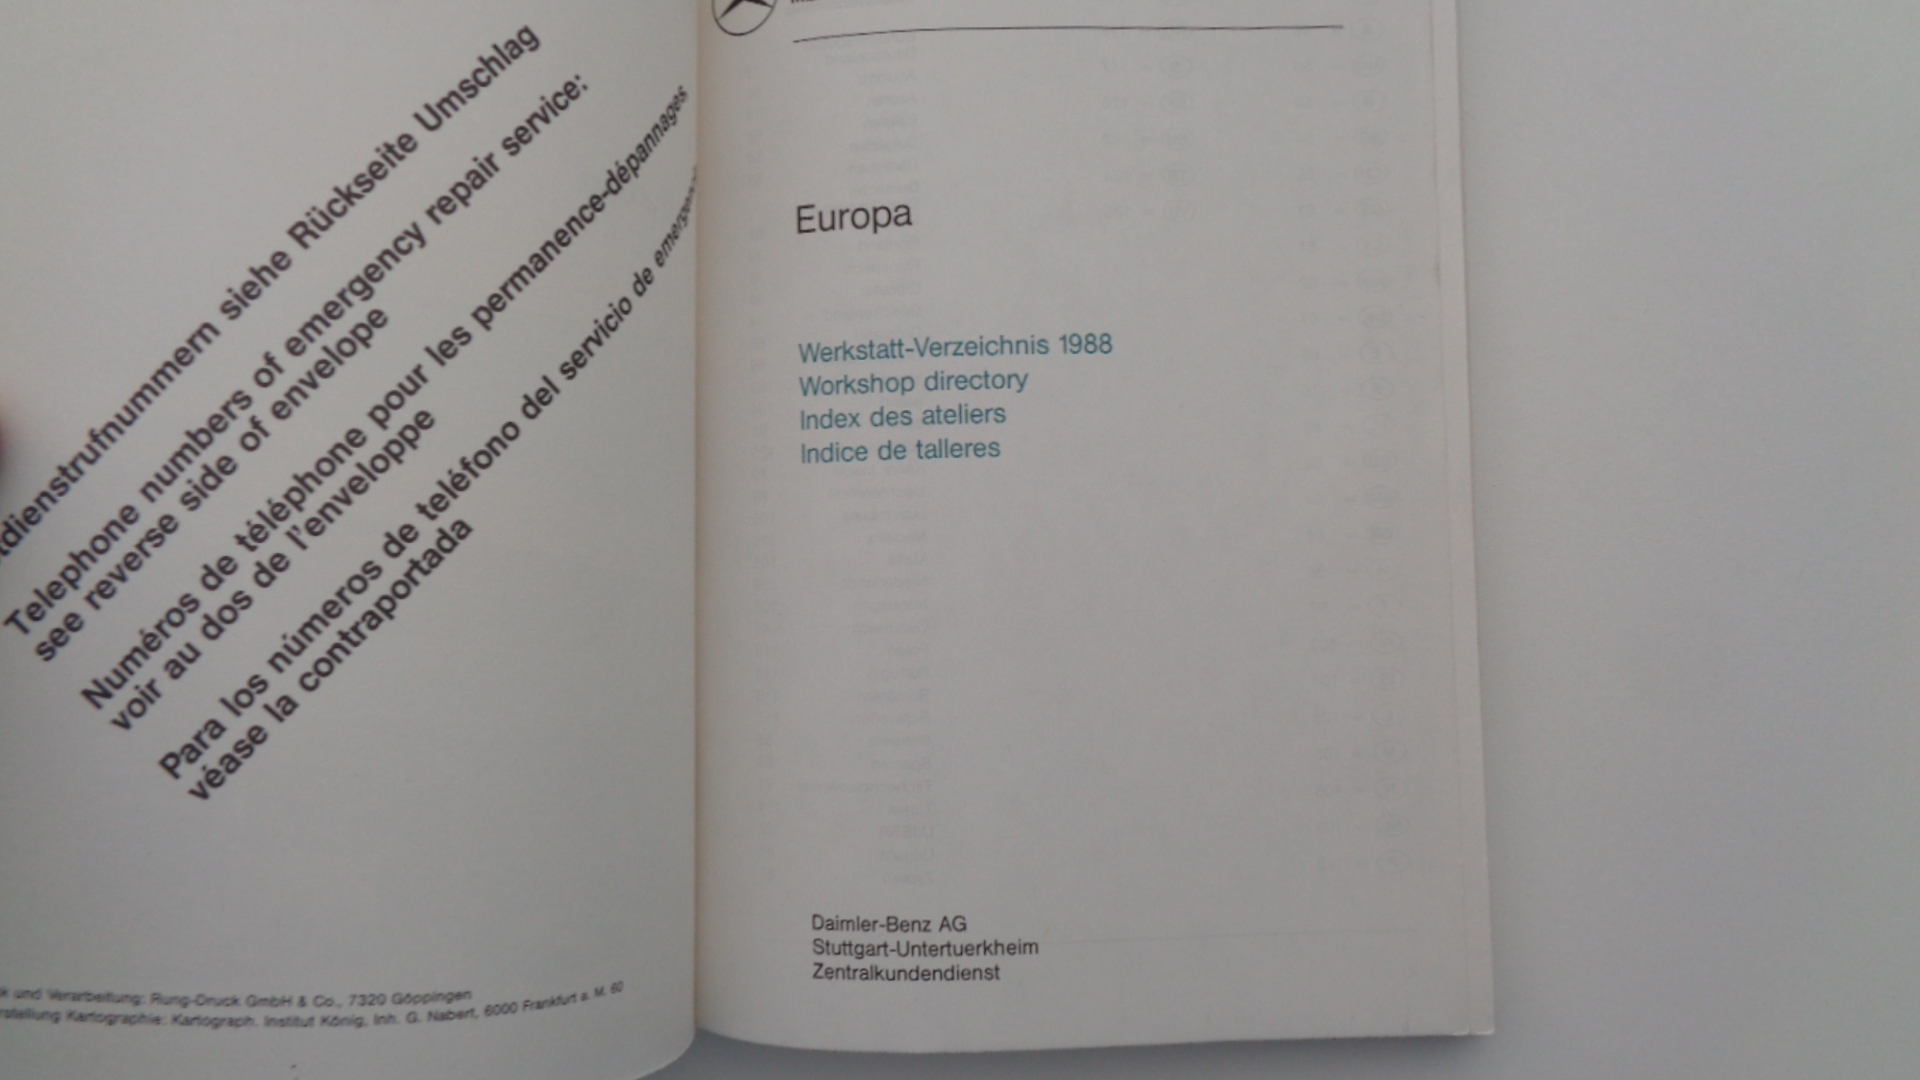 siehe Rückseite Umschlag
Telephone numbers of emergency repair service:
see reverse side of envelope
Numéros de téléphone pour les permanence-dépannages
voir au dos de l'enveloppe
Para los números de teléfono del servicio de
véase la contraportada
und Verarbeitung: Rung-Druck GmbH & Co., 7320 Göppingen
Kartographie: Kartograph. Institut König, Inh. G. Nabert, 6000 Frankfurt a. M. 60
Europa
Werkstatt-Verzeichnis 1988
Workshop directory
Index des ateliers
Indice de talleres
Daimler-Benz AG
Stuttgart-Untertuerkheim
Zentralkundendienst